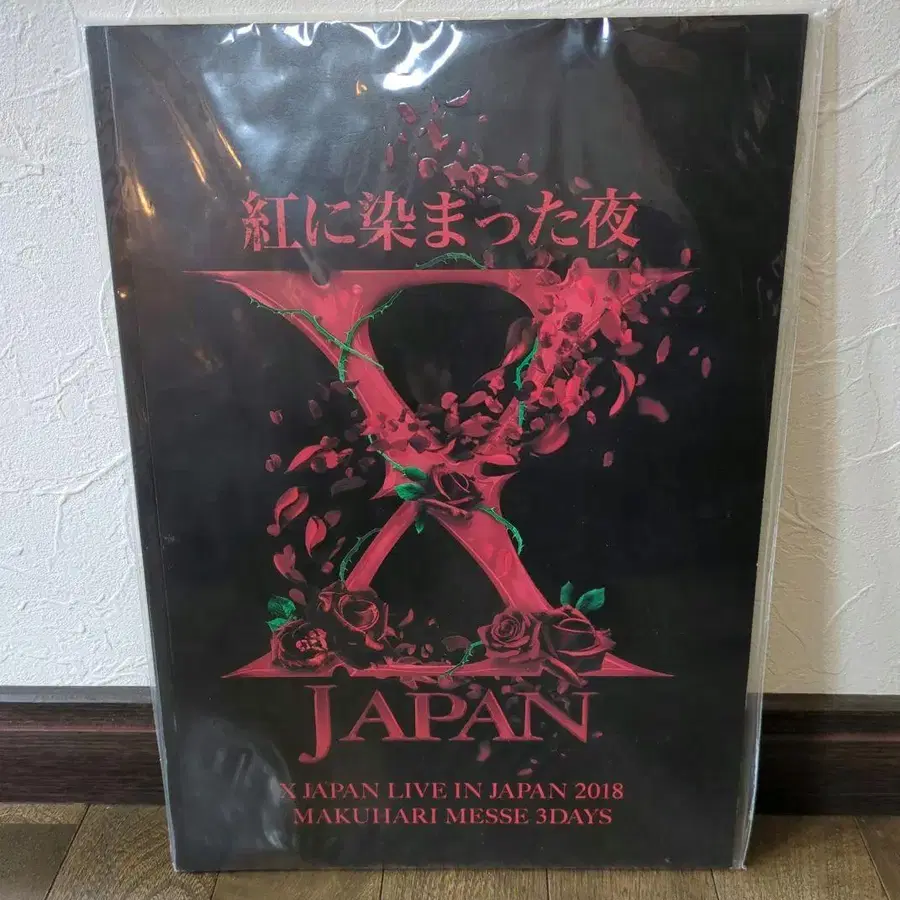 紅に染まった夜
X
JAPAN
X JAPAN LIVE IN JAPAN 2018
MAKUHARI MESSE 3DAYS